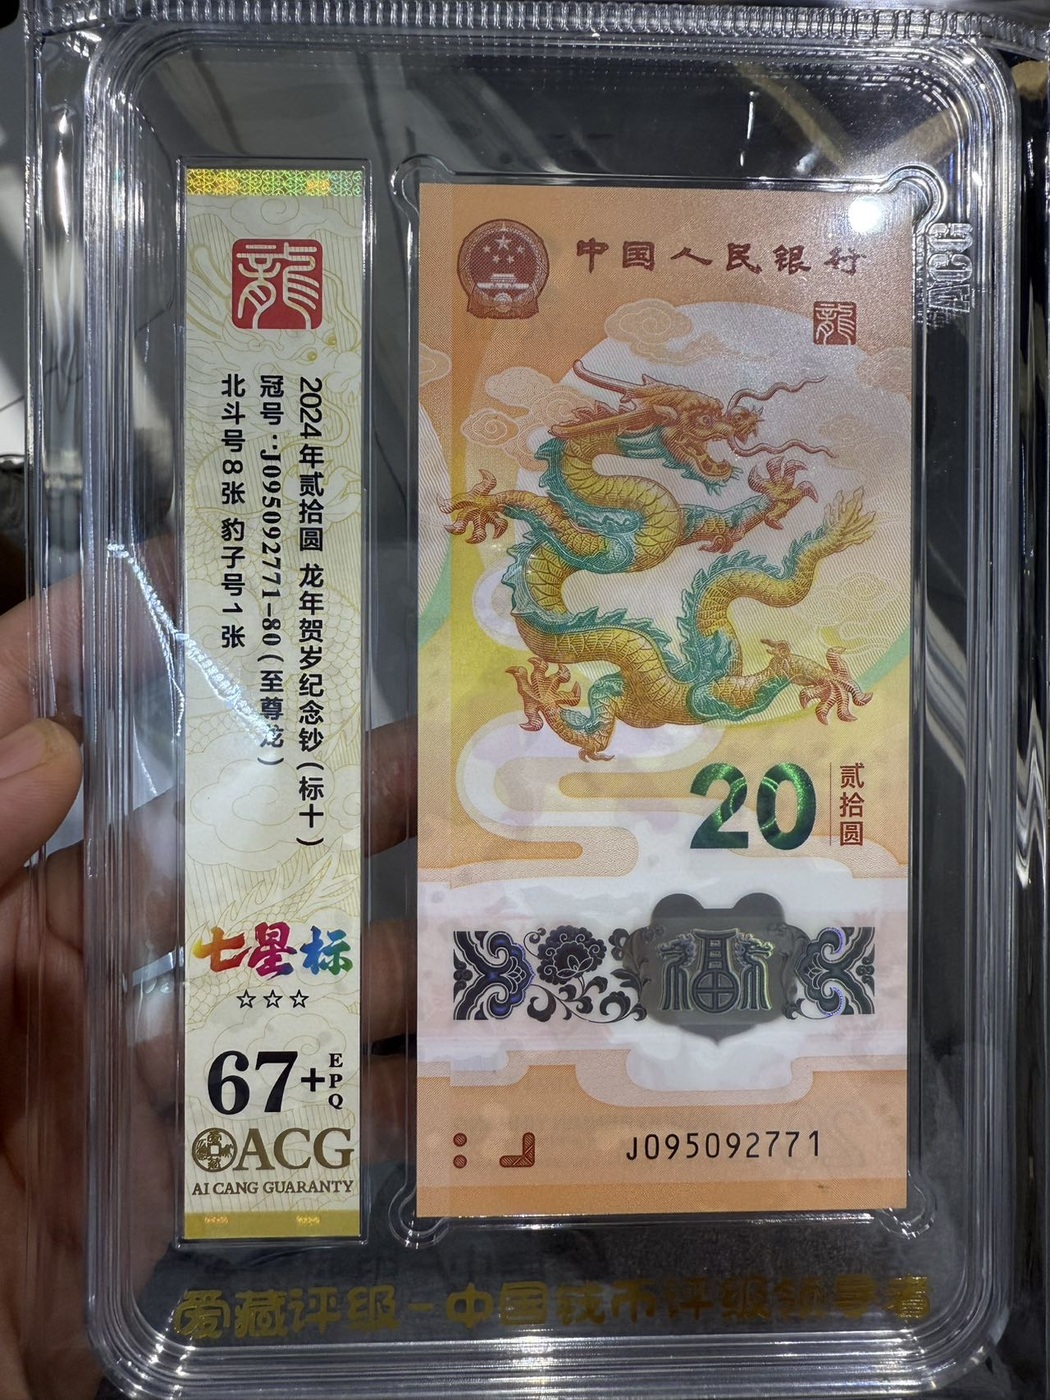 龍
2024年贰拾圆 龙年贺岁纪念钞(标十)
冠号:J095092771-80(至尊龙)
北斗号8张 豹子号1张
七星标
☆☆☆
67+EPQ
ACG
AI CANG GUARANTY
中国人民银行
龍
20
贰拾圆
J095092771
爱藏评级-中国钱币评级领导者